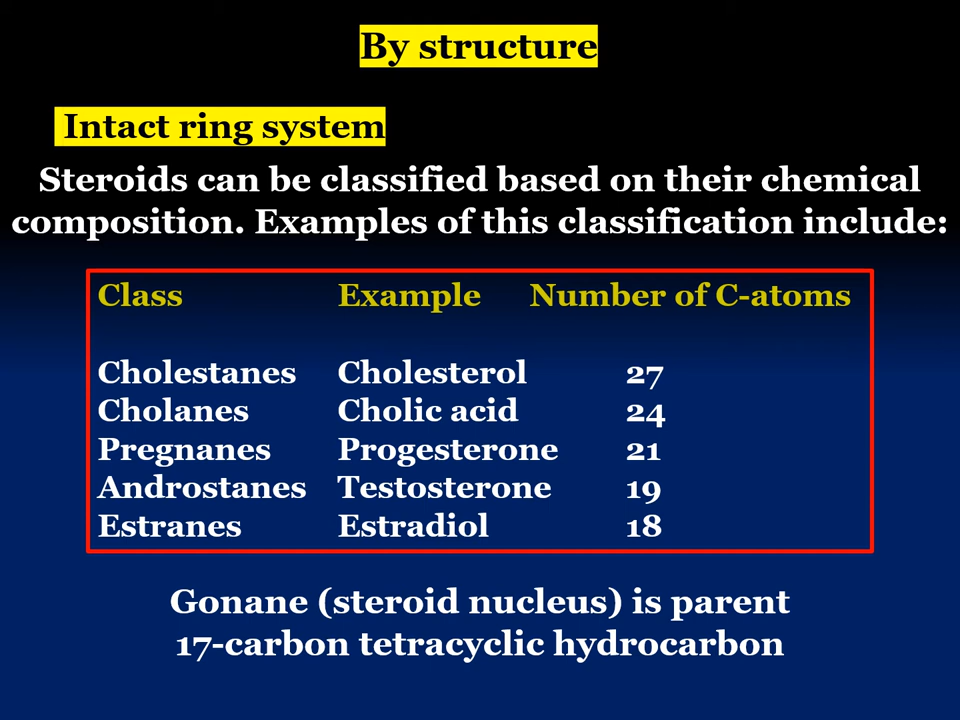 By structure
Intact ring system
Steroids can be classified based on their chemical
composition. Examples of this classification include:
Class Example Number of C-atoms
Cholestanes Cholesterol 27
Cholanes Cholic acid 24
Pregnanes Progesterone 21
Androstanes Testosterone 19
Estranes Estradiol 18
Gonane (steroid nucleus) is parent
17-carbon tetracyclic hydrocarbon